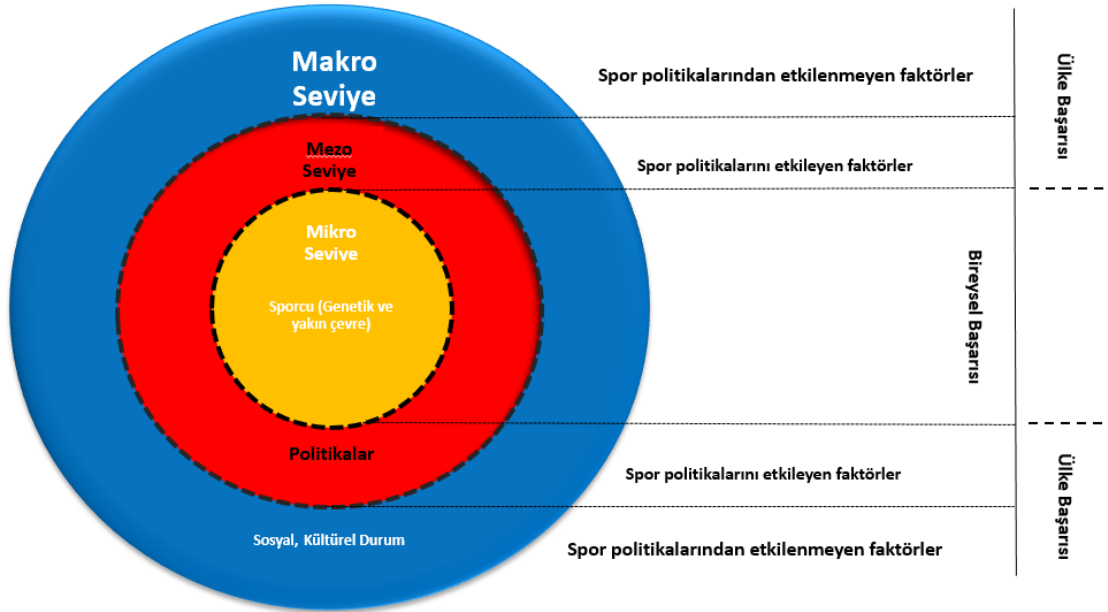 Makro
Seviye
Spor politikalarından etkilenmeyen faktörler
Ülke Başarısı
Mezo
Seviye
Spor politikalarını etkileyen faktörler
Mikro
Seviye
Sporcu (Genetik ve
yakın çevre)
Bireysel Başarısı
Politikalar
Spor politikalarını etkileyen faktörler
Ülke Başarısı
Sosyal, Kültürel Durum
Spor politikalarından etkilenmeyen faktörler